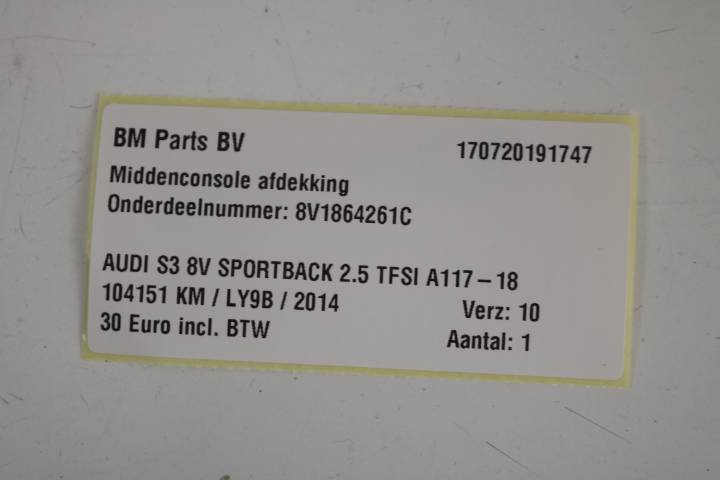 BM Parts BV 170720191747
Middenconsole afdekking
Onderdeelnummer: 8V1864261C
AUDI S3 8V SPORTBACK 2.5 TFSI A117 – 18
104151 KM / LY9B / 2014 Verz: 10
30 Euro incl. BTW Aantal: 1